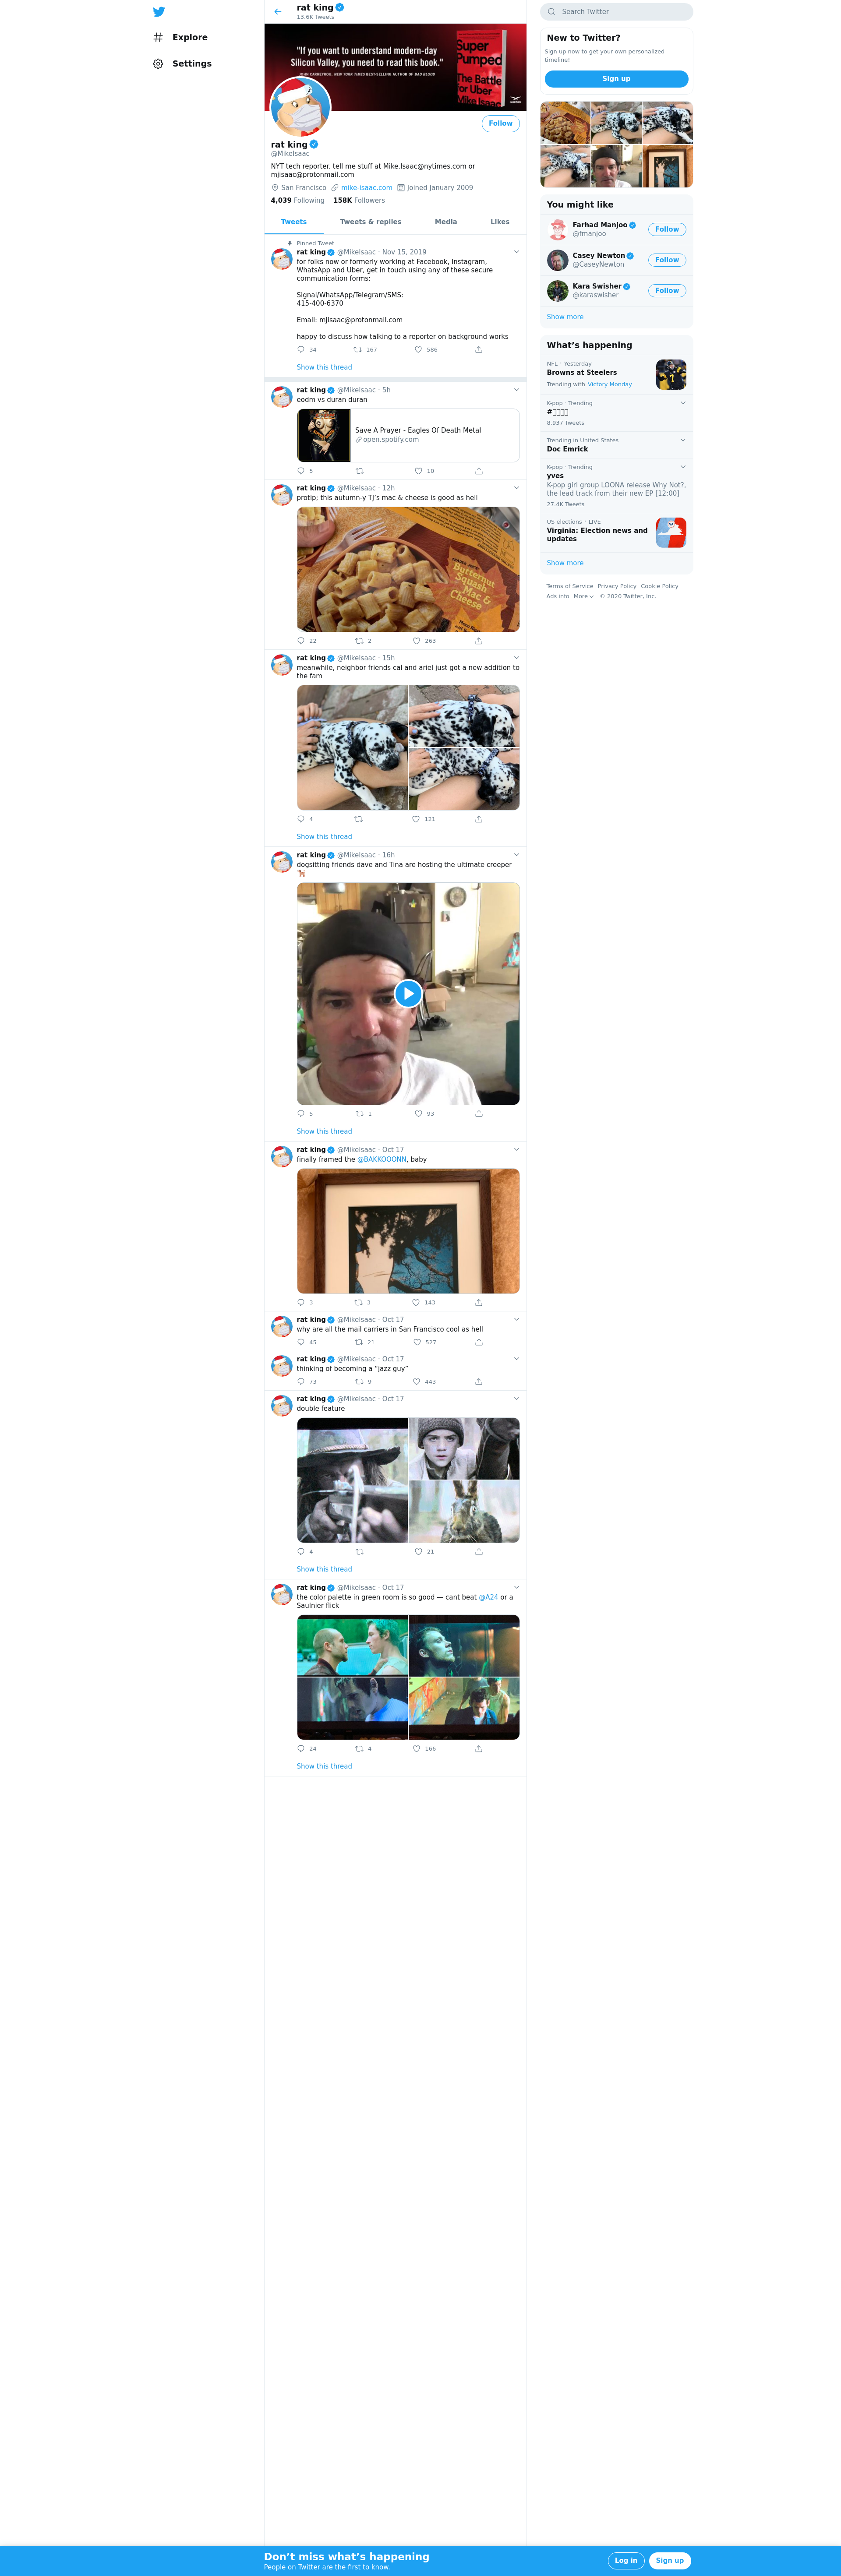 Explore
Settings
rat king
13.6K Tweets
"If you want to understand modern-day
Silicon Valley, you need to read this book."
JOHN CARREYROU, NEW YORK TIMES BEST-SELLING AUTHOR OF BAD BLOOD
Super
Pumped
The Battle
for Uber
Mike Isaac
Follow
rat king
@MikeIsaac
NYT tech reporter. tell me stuff at Mike.Isaac@nytimes.com or
mjisaac@protonmail.com
San Francisco mike-isaac.com Joined January 2009
4,039 Following 158K Followers
Tweets Tweets & replies Media Likes
Pinned Tweet
rat king @MikeIsaac · Nov 15, 2019
for folks now or formerly working at Facebook, Instagram,
WhatsApp and Uber, get in touch using any of these secure
communication forms:
Signal/WhatsApp/Telegram/SMS:
415-400-6370
Email: mjisaac@protonmail.com
happy to discuss how talking to a reporter on background works
34 167 586
Show this thread
rat king @MikeIsaac · 5h
eodm vs duran duran
Save A Prayer - Eagles Of Death Metal
open.spotify.com
5 10
rat king @MikeIsaac · 12h
protip; this autumn-y TJ's mac & cheese is good as hell
Butternut
Squash
Mac &
Cheese
22 2 263
rat king @MikeIsaac · 15h
meanwhile, neighbor friends cal and ariel just got a new addition to
the fam
4 121
Show this thread
rat king @MikeIsaac · 16h
dogsitting friends dave and Tina are hosting the ultimate creeper
5 1 93
Show this thread
rat king @MikeIsaac · Oct 17
finally framed the @BAKKOOONN, baby
3 3 143
rat king @MikeIsaac · Oct 17
why are all the mail carriers in San Francisco cool as hell
45 21 527
rat king @MikeIsaac · Oct 17
thinking of becoming a “jazz guy”
73 9 443
rat king @MikeIsaac · Oct 17
double feature
4 21
Show this thread
rat king @MikeIsaac · Oct 17
the color palette in green room is so good — cant beat @A24 or a
Saulnier flick
24 4 166
Show this thread
Search Twitter
New to Twitter?
Sign up now to get your own personalized
timeline!
Sign up
You might like
Farhad Manjoo
@fmanjoo
Follow
Casey Newton
@CaseyNewton
Follow
Kara Swisher
@karaswisher
Follow
Show more
What’s happening
NFL · Yesterday
Browns at Steelers
Trending with Victory Monday
K-pop · Trending
#
8,937 Tweets
Trending in United States
Doc Emrick
K-pop · Trending
yves
K-pop girl group LOONA release Why Not?,
the lead track from their new EP [12:00]
27.4K Tweets
US elections · LIVE
Virginia: Election news and
updates
Show more
Terms of Service Privacy Policy Cookie Policy
Ads info More © 2020 Twitter, Inc.
Don’t miss what’s happening
People on Twitter are the first to know.
Log in Sign up